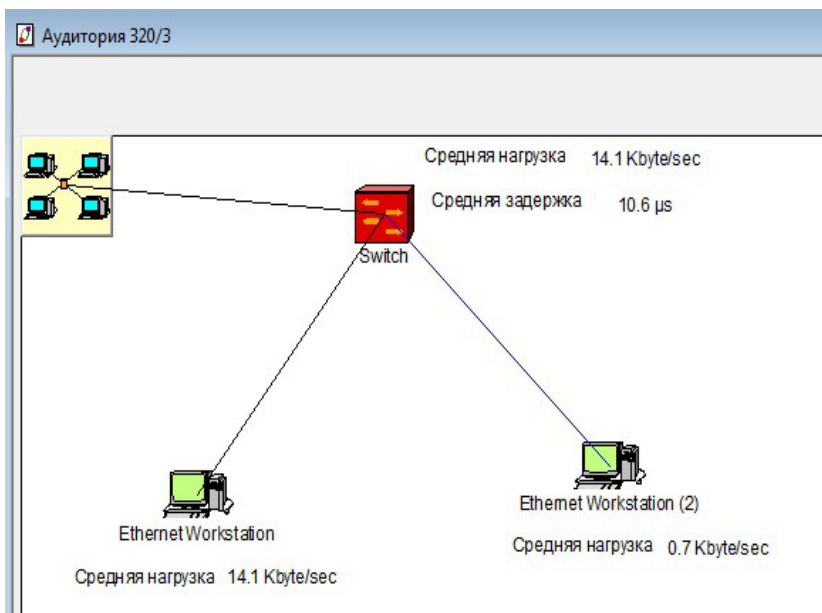 Аудитория 320/3
Средняя нагрузка 14.1 Kbyte/sec
Средняя задержка 10.6 µs
Switch
Ethernet Workstation (2)
Ethernet Workstation
Средняя нагрузка 0.7 Kbyte/sec
Средняя нагрузка 14.1 Kbyte/sec